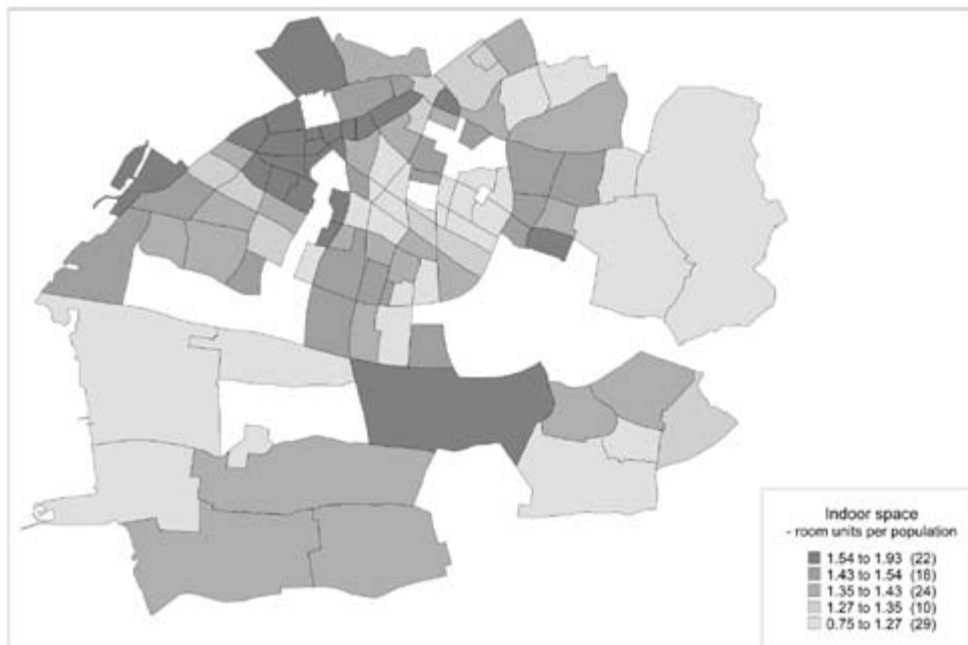 Indoor space
- room units per population
1.54 to 1.93 (22)
1.43 to 1.54 (18)
1.35 to 1.43 (24)
1.27 to 1.35 (10)
0.75 to 1.27 (29)